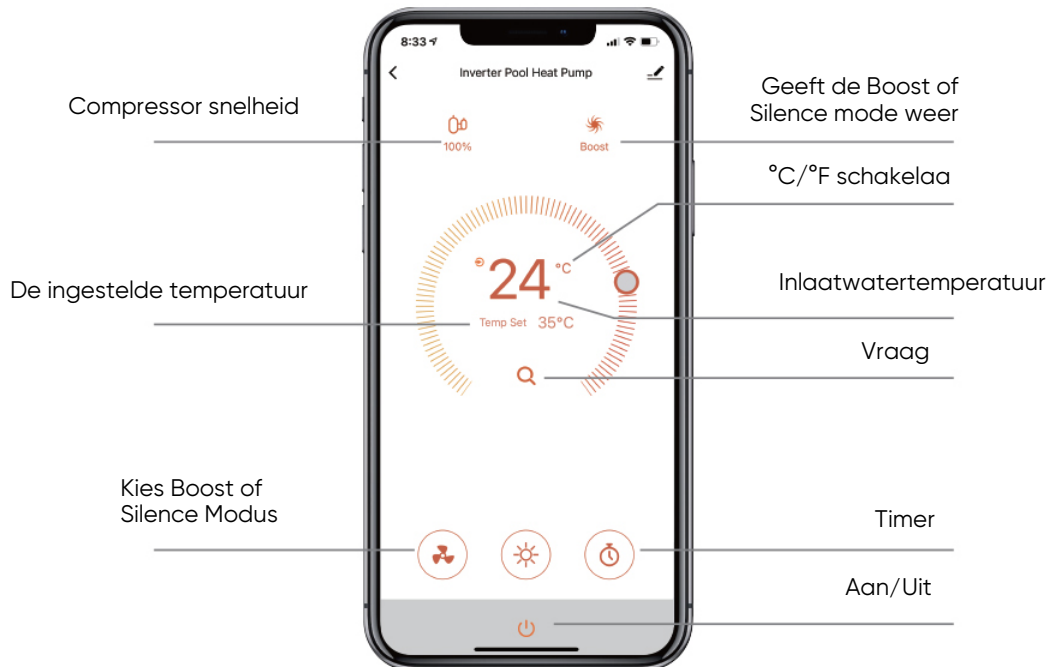 8:33
Inverter Pool Heat Pump
Compressor snelheid
Geeft de Boost of
Silence mode weer
100%
Boost
°C/°F schakelaa
24 °C
De ingestelde temperatuur
Inlaatwatertemperatuur
Temp Set 35°C
Vraag
Kies Boost of
Silence Modus
Timer
Aan/Uit